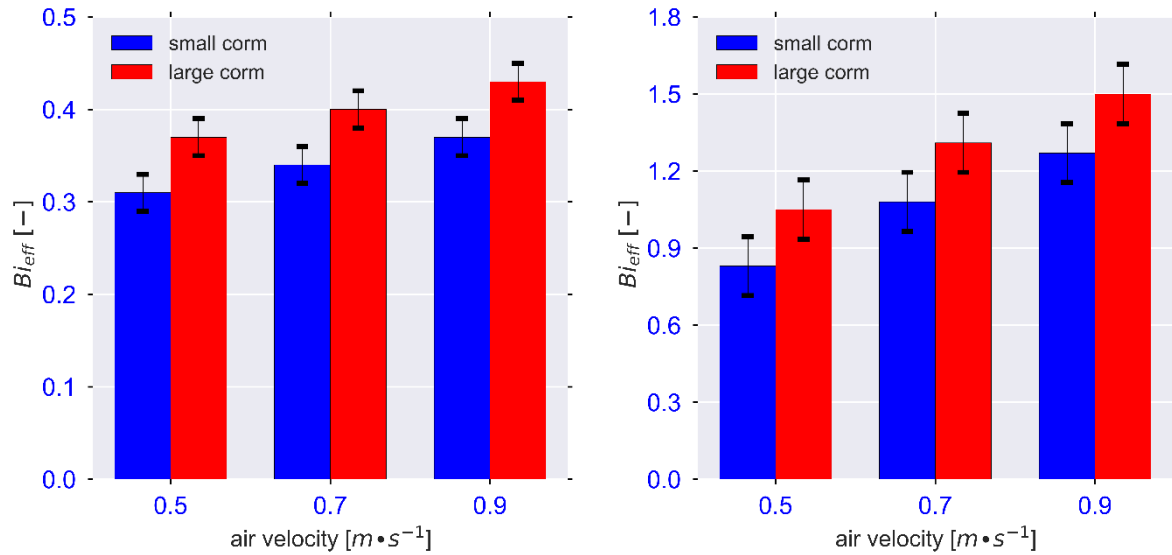 0.5
0.4
0.3
0.2
0.1
0.0
Bi_eff [−]
small corm
large corm
0.5 0.7 0.9
air velocity [m•s⁻¹]
1.8
1.5
1.2
0.9
0.6
0.3
0.0
Bi_eff [−]
small corm
large corm
0.5 0.7 0.9
air velocity [m•s⁻¹]